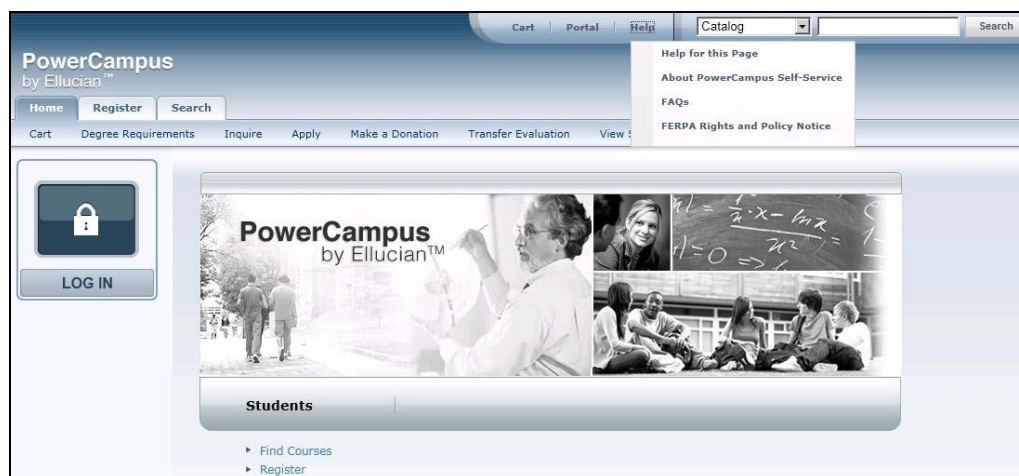 Cart Portal Help Catalog Search
Help for this Page
About PowerCampus Self-Service
FAQs
FERPA Rights and Policy Notice
PowerCampus
by Ellucian™
Home Register Search
Cart Degree Requirements Inquire Apply Make a Donation Transfer Evaluation View
LOG IN
PowerCampus
by Ellucian™
Students
Find Courses
Register